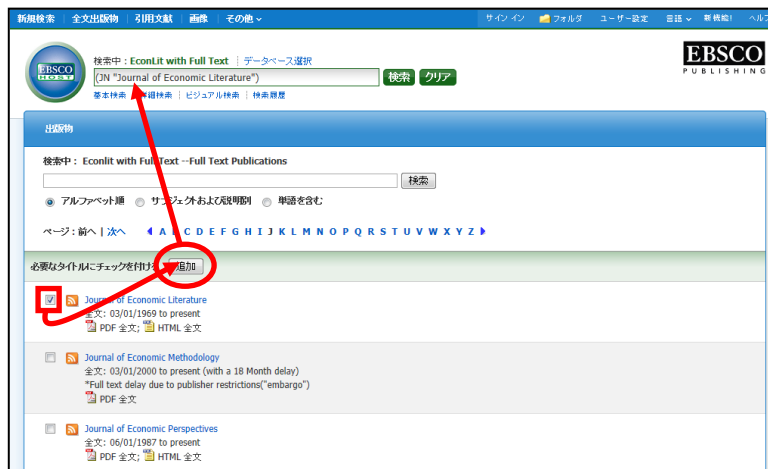 新規検索 | 全文出版物 | 引用文献 | 画像 | その他
サイン イン フォルダ ユーザー設定 言語 新機能! ヘルプ
EBSCO HOST
検索中 : EconLit with Full Text | データベース選択
(JN "Journal of Economic Literature")
検索 クリア
基本検索 | 詳細検索 | ビジュアル検索 | 検索履歴
EBSCO
PUBLISHING
出版物
検索中 : Econlit with Full Text --Full Text Publications
検索
アルファベット順 サブジェクトおよび説明別 単語を含む
ページ : 前へ | 次へ A B C D E F G H I J K L M N O P Q R S T U V W X Y Z
必要なタイトルにチェックを付ける 追加
Journal of Economic Literature
全文: 03/01/1969 to present
PDF 全文; HTML 全文
Journal of Economic Methodology
全文: 03/01/2000 to present (with a 18 Month delay)
*Full text delay due to publisher restrictions("embargo")
PDF 全文
Journal of Economic Perspectives
全文: 06/01/1987 to present
PDF 全文; HTML 全文